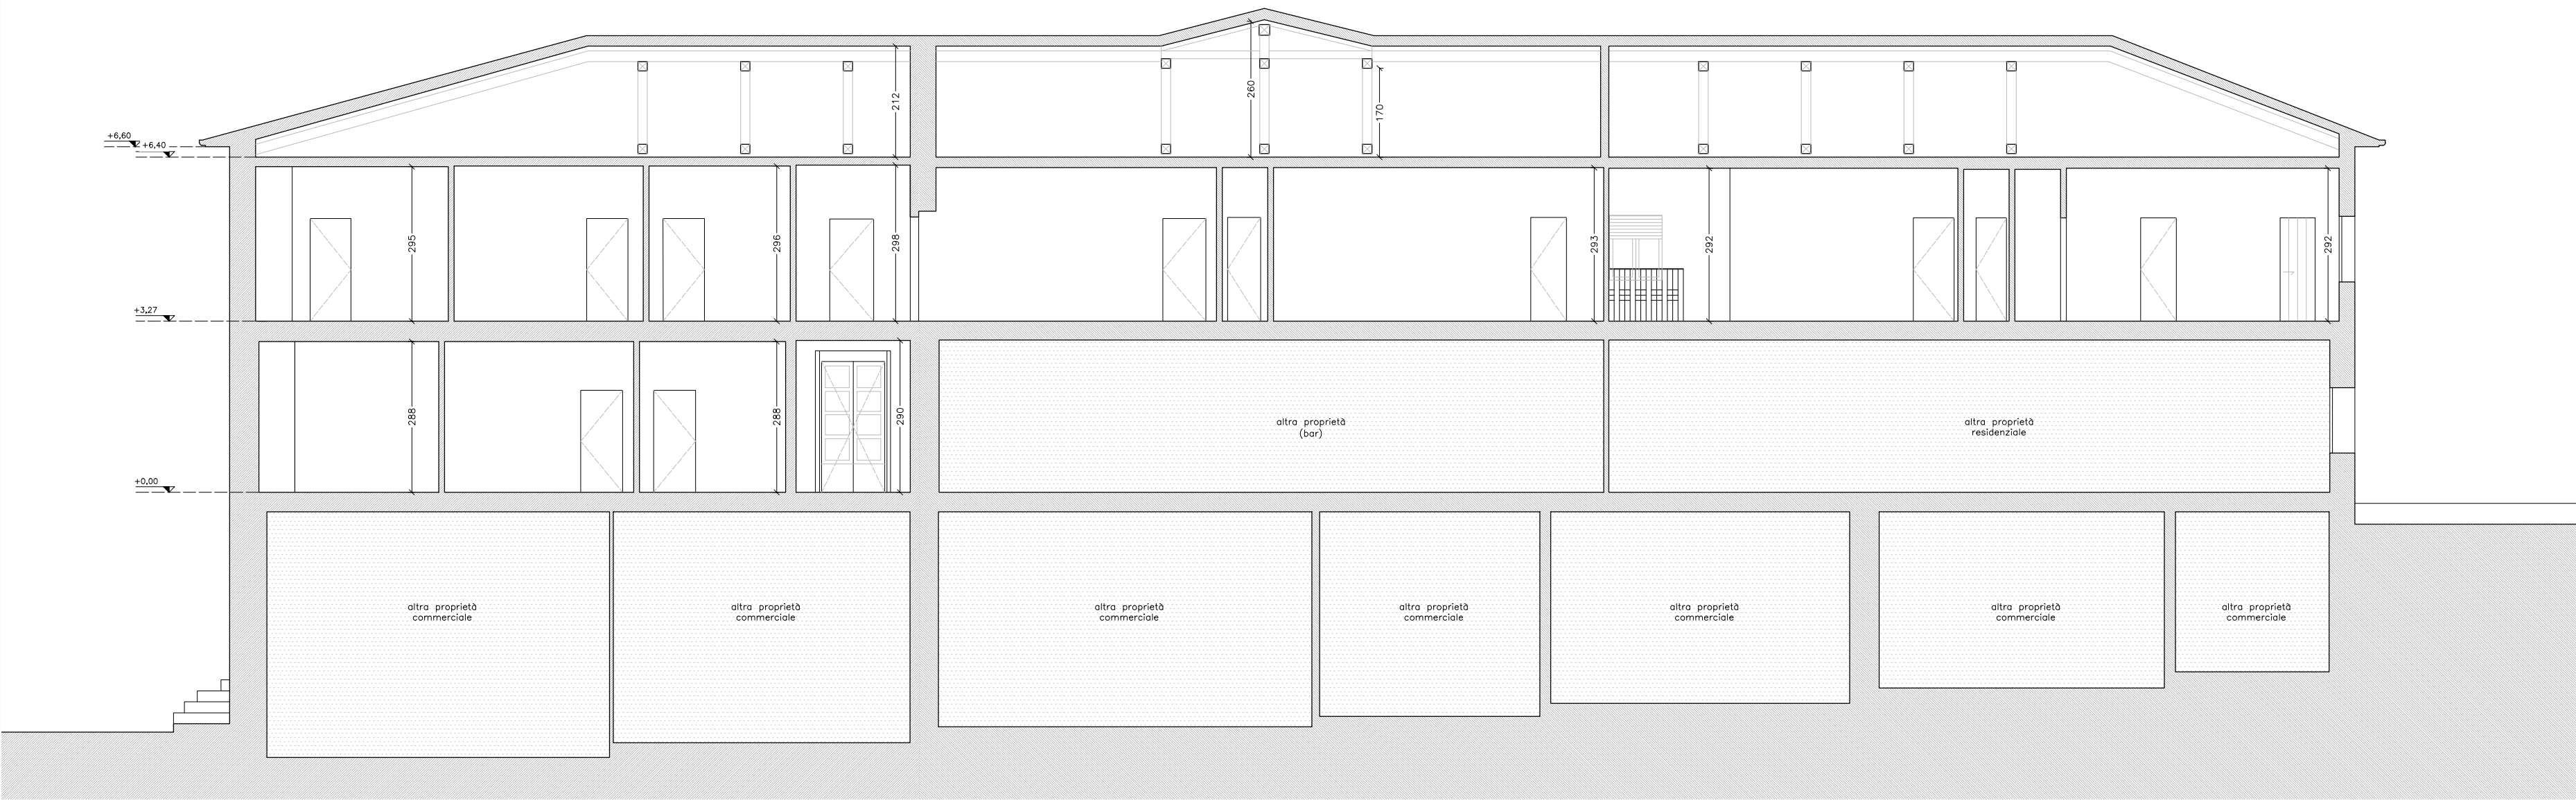 260
212
170
+6,60
+6,40
295
296
298
293
292
292
+3,27
288
288
290
altra proprietà
(bar)
altra proprietà
residenziale
+0,00
altra proprietà
commerciale
altra proprietà
commerciale
altra proprietà
commerciale
altra proprietà
commerciale
altra proprietà
commerciale
altra proprietà
commerciale
altra proprietà
commerciale